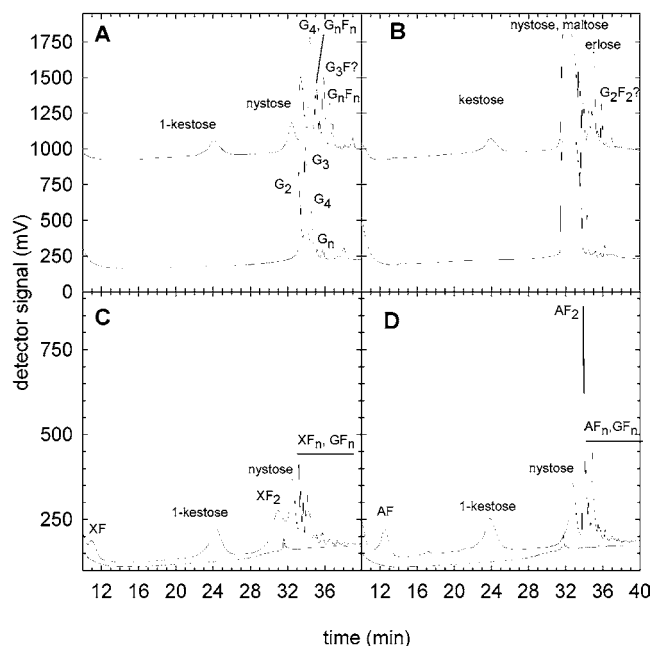 A
G4, GnFn
1750
G3F?
1500
nystose
GnFn
1250
1-kestose
1000
G3
G2
750
G4
500
Gn
250
0
B
nystose, maltose
erlose
G2F2?
kestose
detector signal (mV)
C
750
500
XFn, GFn
nystose
XF2
1-kestose
250
XF
12 16 20 24 28 32 36
D
AF2
AFn,GFn
nystose
1-kestose
AF
12 16 20 24 28 32 36 40
time (min)